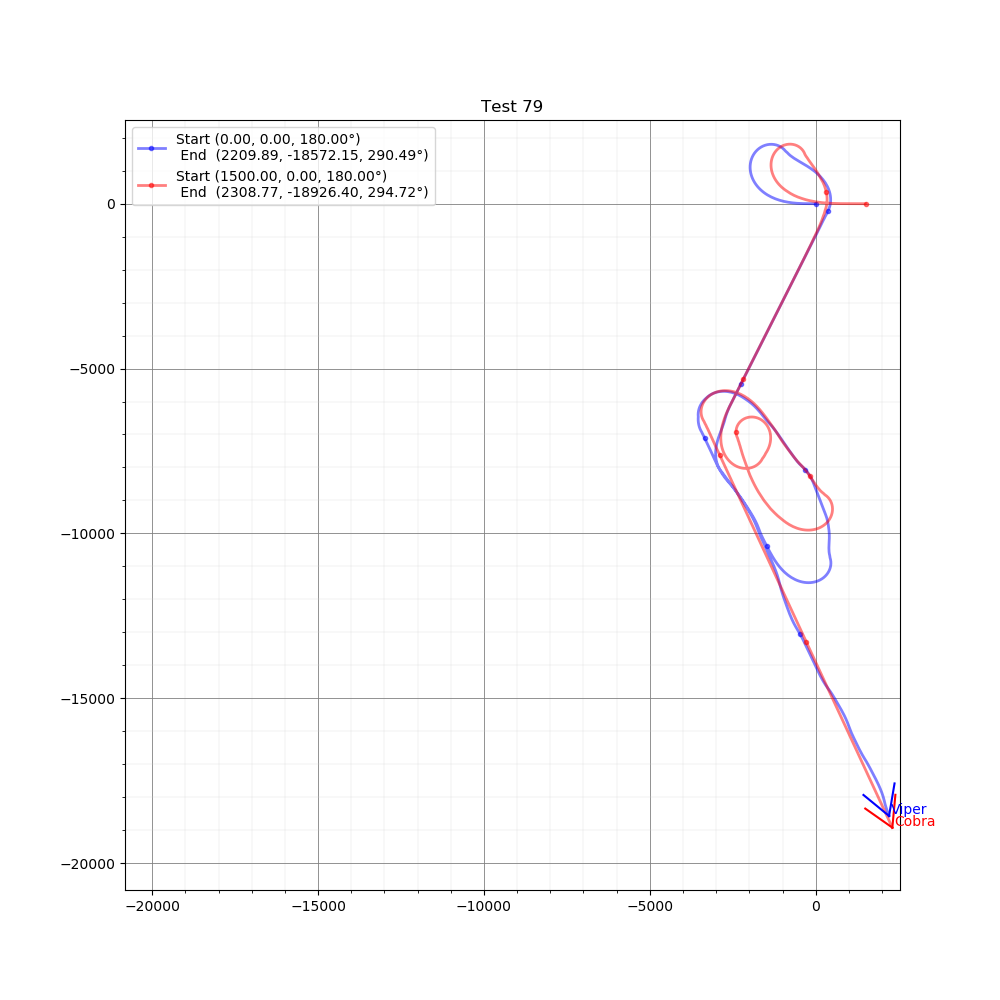 Test 79
Start (0.00, 0.00, 180.00°)
End  (2209.89, -18572.15, 290.49°)
Start (1500.00, 0.00, 180.00°)
End  (2308.77, -18926.40, 294.72°)
0
−5000
−10000
−15000
−20000
Viper
Cobra
−20000 −15000 −10000 −5000 0